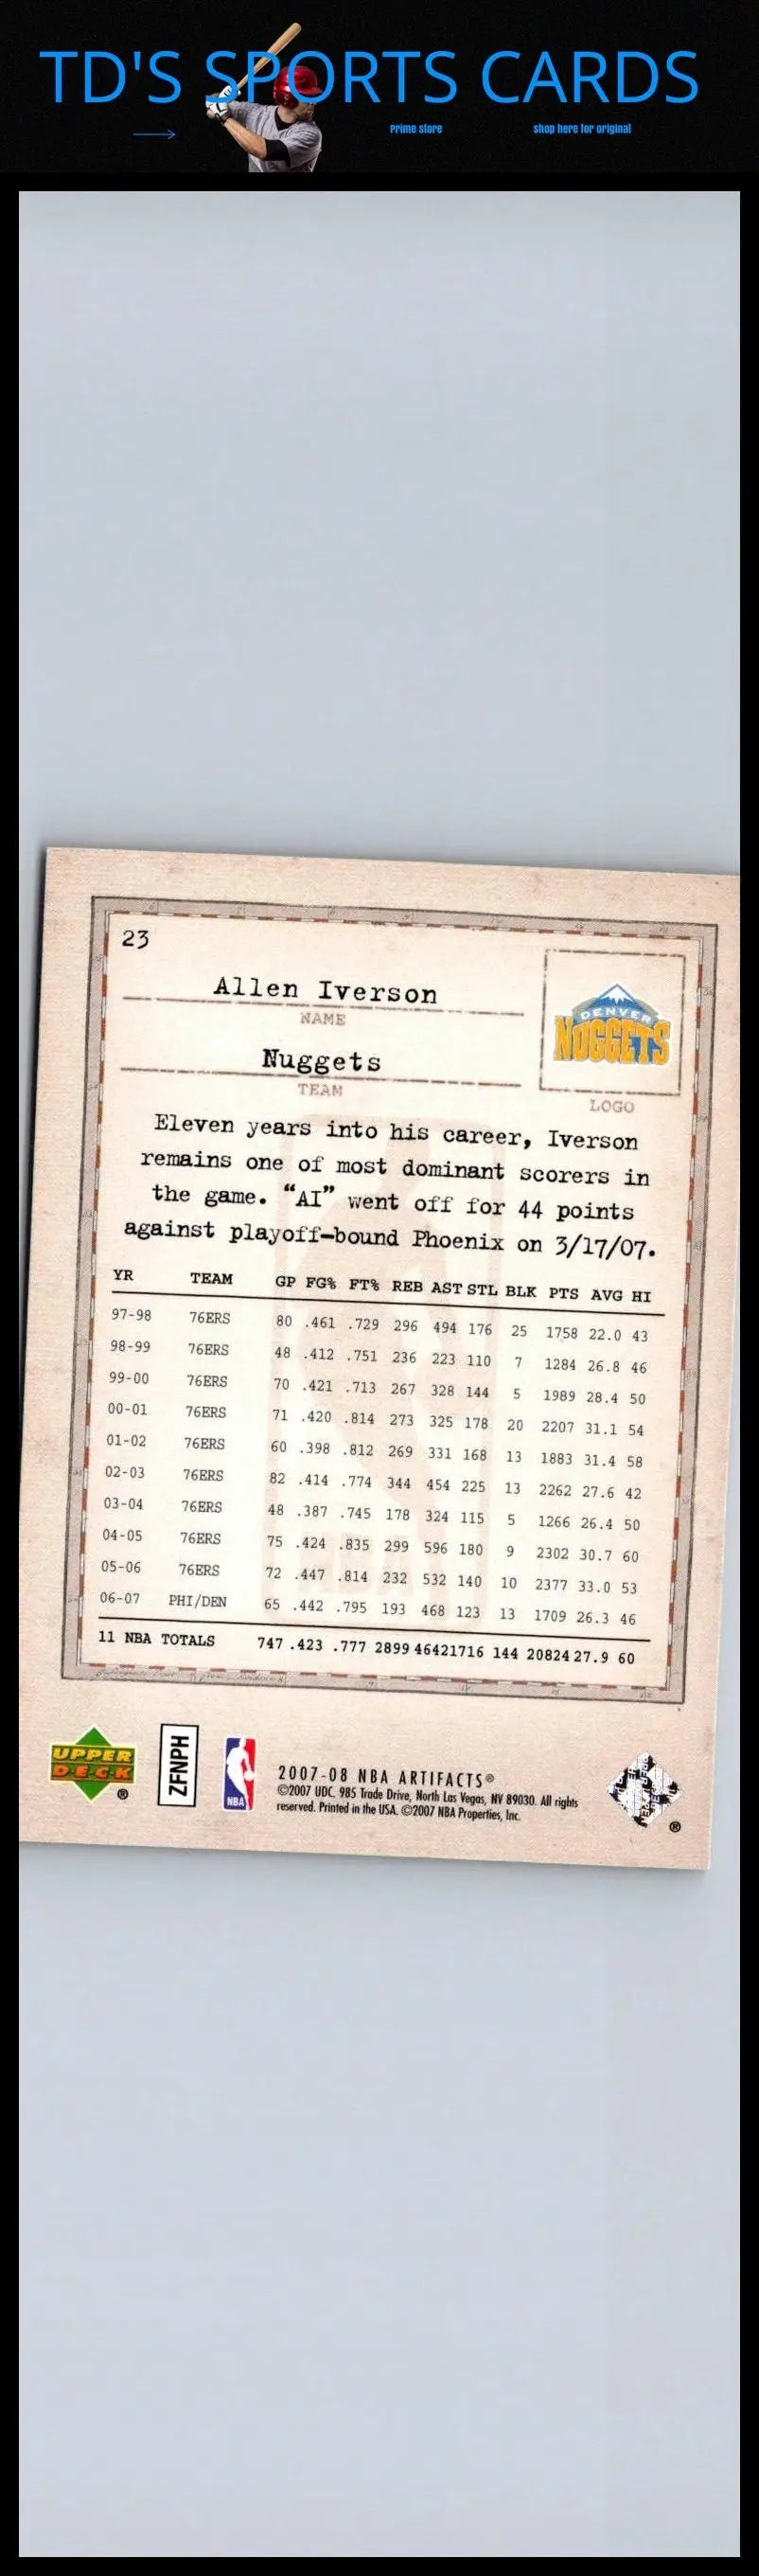 TD'S SPORTS CARDS
Prime store
shop here for original
23
Allen Iverson
NAME
DENVER
NUGGETS
Nuggets
TEAM
LOGO
Eleven years into his career, Iverson
remains one of most dominant scorers in
the game. “AI” went off for 44 points
against playoff-bound Phoenix on 3/17/07.
YR TEAM GP FG% FT% REB AST STL BLK PTS AVG HI
97-98 76ERS 80 .461 .729 296 494 176 25 1758 22.0 43
98-99 76ERS 48 .412 .751 236 223 110 7 1284 26.8 46
99-00 76ERS 70 .421 .713 267 328 144 5 1989 28.4 50
00-01 76ERS 71 .420 .814 273 325 178 20 2207 31.1 54
01-02 76ERS 60 .398 .812 269 331 168 13 1883 31.4 58
02-03 76ERS 82 .414 .774 344 454 225 13 2262 27.6 42
03-04 76ERS 48 .387 .745 178 324 115 5 1266 26.4 50
04-05 76ERS 75 .424 .835 299 596 180 9 2302 30.7 60
05-06 76ERS 72 .447 .814 232 532 140 10 2377 33.0 53
06-07 PHI/DEN 65 .442 .795 193 468 123 13 1709 26.3 46
11 NBA TOTALS 747 .423 .777 2899 4642 1716 144 20824 27.9 60
UPPER
DECK
®
ZFNPH
NBA
2007-08 NBA ARTIFACTS®
©2007 UDC. 985 Trade Drive, North Las Vegas, NV 89030. All rights
reserved. Printed in the USA. ©2007 NBA Properties, Inc.
®